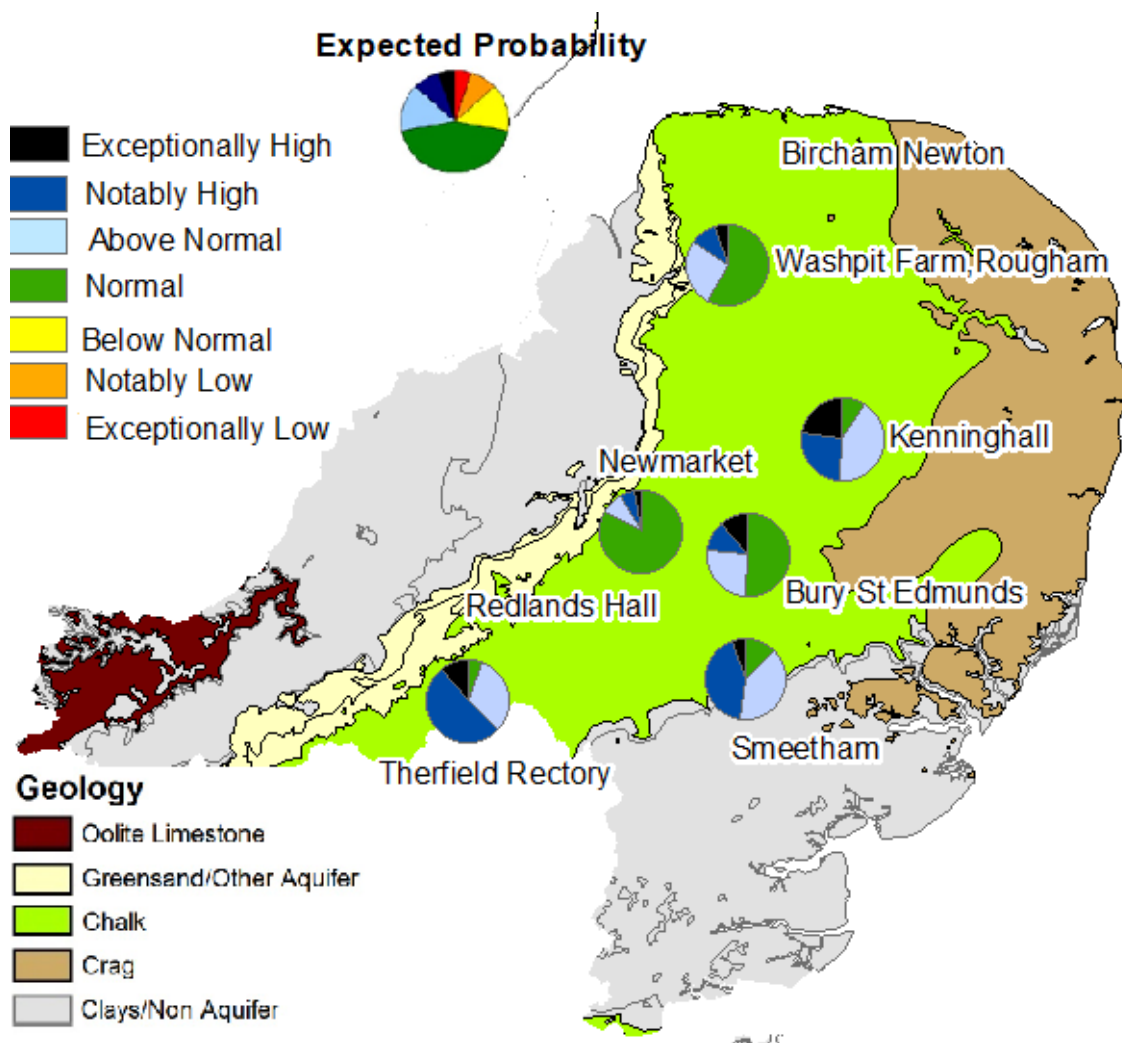 Expected Probability
Exceptionally High
Notably High
Above Normal
Normal
Below Normal
Notably Low
Exceptionally Low
Bircham Newton
Washpit Farm,Rougham
Kenninghall
Newmarket
Bury St Edmunds
Redlands Hall
Smeetham
Therfield Rectory
Geology
Oolite Limestone
Greensand/Other Aquifer
Chalk
Crag
Clays/Non Aquifer